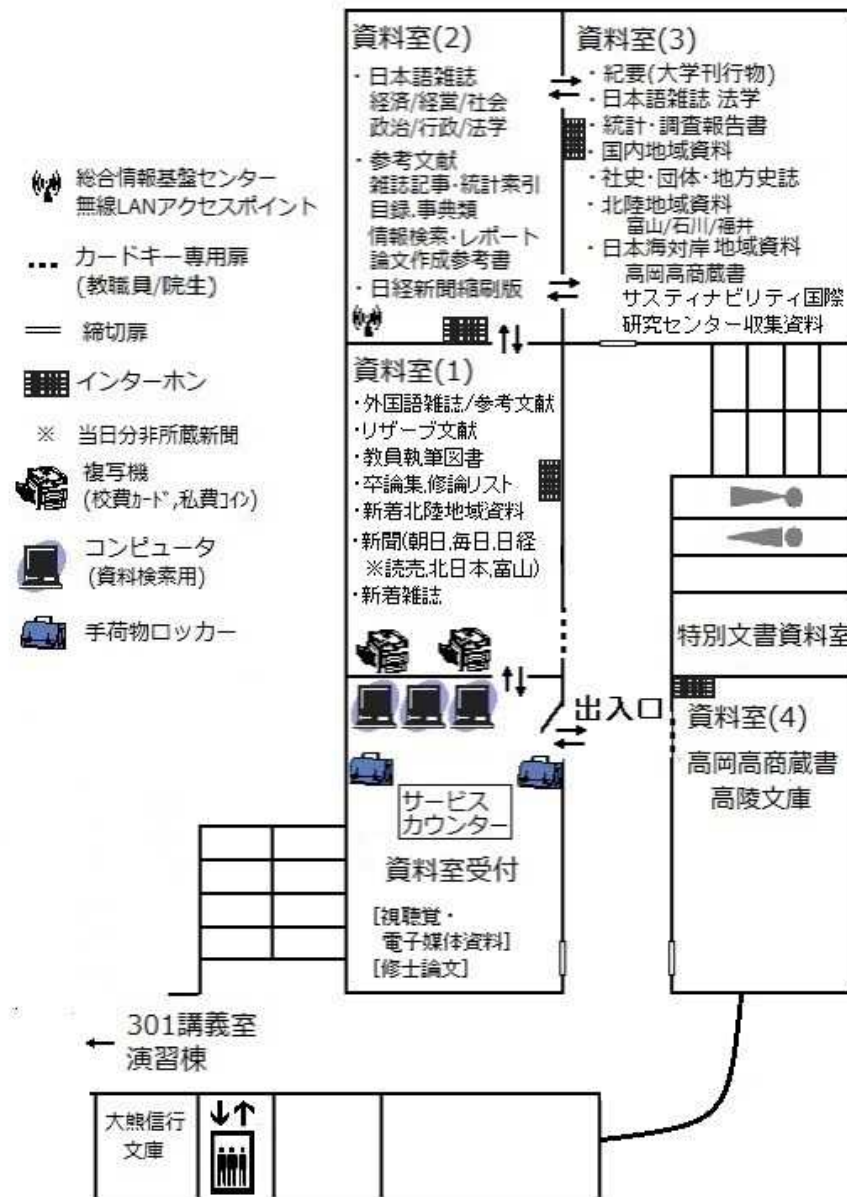 資料室(2)
・日本語雑誌
経済/経営/社会
政治/行政/法学
・参考文献
雑誌記事・統計索引
目録,事典類
情報検索・レポート
論文作成参考書
・日経新聞縮刷版
資料室(3)
・紀要(大学刊行物)
・日本語雑誌 法学
・統計・調査報告書
・国内地域資料
・社史・団体・地方史誌
・北陸地域資料
富山/石川/福井
・日本海対岸 地域資料
高岡高商蔵書
サスティナビリティ国際
研究センター収集資料
総合情報基盤センター
無線LANアクセスポイント
カードキー専用扉
(教職員/院生)
締切扉
インターホン
※ 当日分非所蔵新聞
複写機
(校費カード,私費コイン)
コンピュータ
(資料検索用)
手荷物ロッカー
資料室(1)
・外国語雑誌/参考文献
・リザーブ文献
・教員執筆図書
・卒論集,修論リスト
・新着北陸地域資料
・新聞(朝日,毎日,日経
※読売,北日本,富山)
・新着雑誌
出入口
特別文書資料室
資料室(4)
高岡高商蔵書
高陵文庫
サービス
カウンター
資料室受付
[視聴覚・
電子媒体資料]
[修士論文]
301講義室
演習棟
大熊信行
文庫